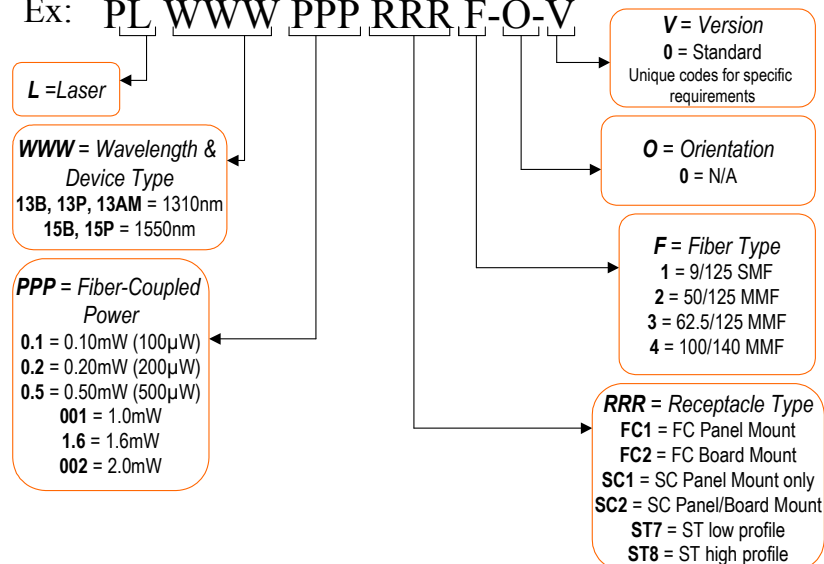 Ex: PL WWW PPP RRR F-O-V
L =Laser
WWW = Wavelength &
Device Type
13B, 13P, 13AM = 1310nm
15B, 15P = 1550nm
PPP = Fiber-Coupled
Power
0.1 = 0.10mW (100µW)
0.2 = 0.20mW (200µW)
0.5 = 0.50mW (500µW)
001 = 1.0mW
1.6 = 1.6mW
002 = 2.0mW
V = Version
0 = Standard
Unique codes for specific
requirements
O = Orientation
0 = N/A
F = Fiber Type
1 = 9/125 SMF
2 = 50/125 MMF
3 = 62.5/125 MMF
4 = 100/140 MMF
RRR = Receptacle Type
FC1 = FC Panel Mount
FC2 = FC Board Mount
SC1 = SC Panel Mount only
SC2 = SC Panel/Board Mount
ST7 = ST low profile
ST8 = ST high profile